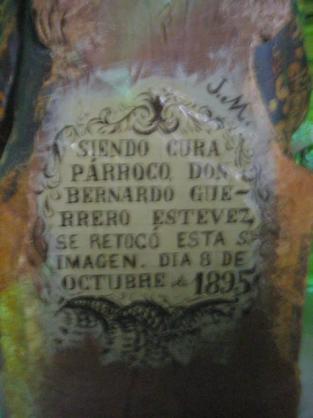 J.M.
SIENDO CURA
PÁRROCO, DON
BERNARDO GUE-
RRERO ESTEVEZ,
SE RETOCÓ ESTA S.
IMAGEN. DIA 8 DE
OCTUBRE de 1895